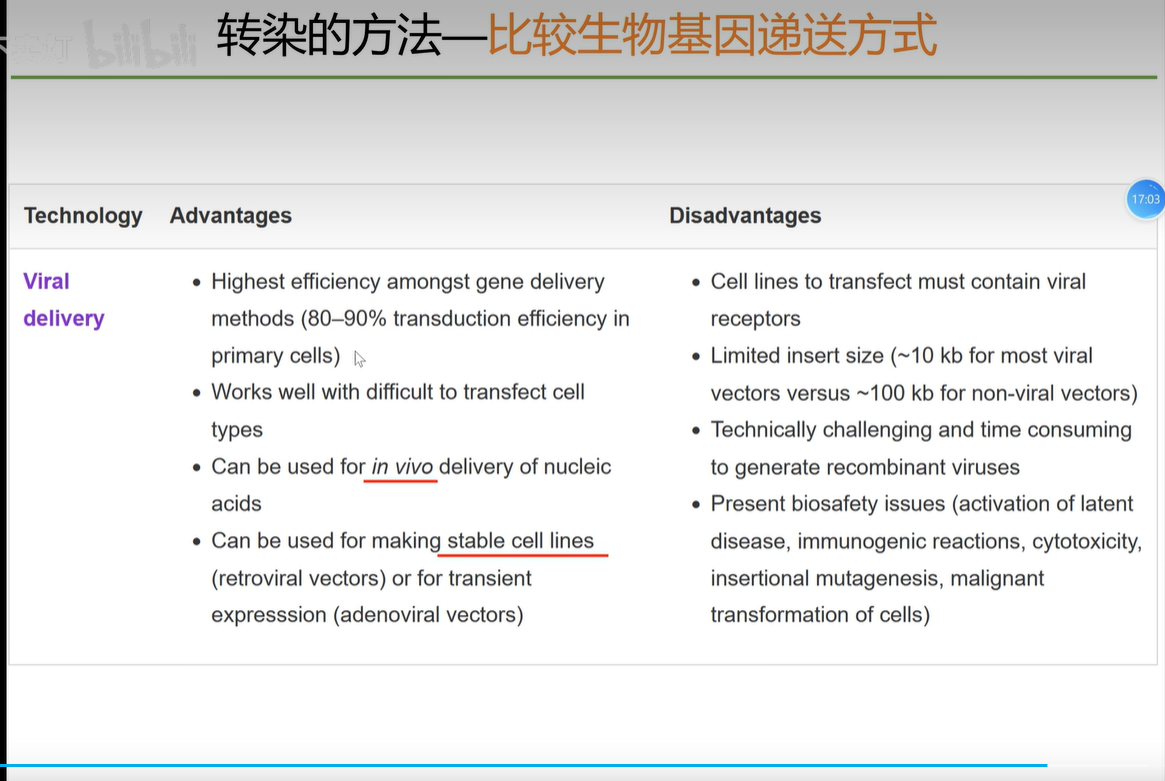 bilibili
转染的方法—比较生物基因递送方式
17:03
Technology Advantages Disadvantages
Viral
delivery
• Highest efficiency amongst gene delivery
methods (80–90% transduction efficiency in
primary cells)
• Works well with difficult to transfect cell
types
• Can be used for in vivo delivery of nucleic
acids
• Can be used for making stable cell lines
(retroviral vectors) or for transient
expresssion (adenoviral vectors)
• Cell lines to transfect must contain viral
receptors
• Limited insert size (~10 kb for most viral
vectors versus ~100 kb for non-viral vectors)
• Technically challenging and time consuming
to generate recombinant viruses
• Present biosafety issues (activation of latent
disease, immunogenic reactions, cytotoxicity,
insertional mutagenesis, malignant
transformation of cells)